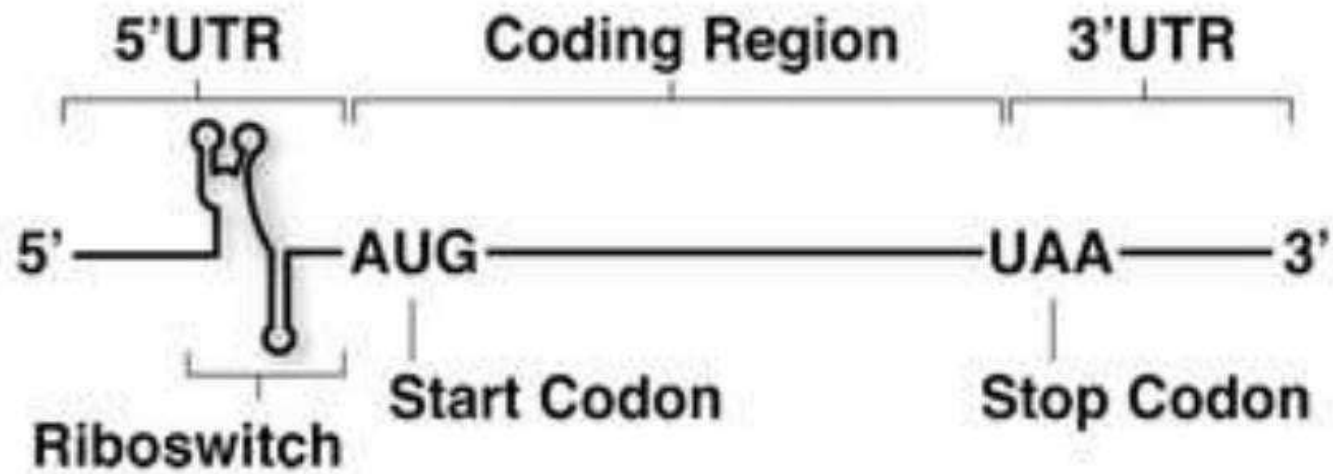 5'UTR Coding Region 3'UTR
5' AUG UAA 3'
Start Codon Stop Codon
Riboswitch